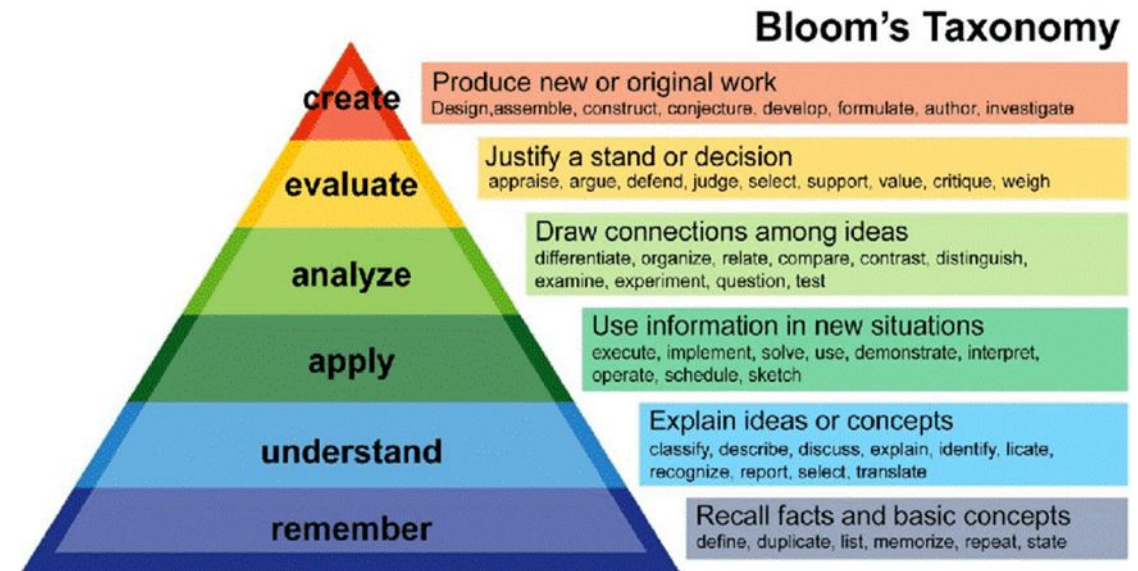 Bloom's Taxonomy
create
Produce new or original work
Design,assemble, construct, conjecture, develop, formulate, author, investigate
evaluate
Justify a stand or decision
appraise, argue, defend, judge, select, support, value, critique, weigh
analyze
Draw connections among ideas
differentiate, organize, relate, compare, contrast, distinguish,
examine, experiment, question, test
apply
Use information in new situations
execute, implement, solve, use, demonstrate, interpret,
operate, schedule, sketch
understand
Explain ideas or concepts
classify, describe, discuss, explain, identify, licate,
recognize, report, select, translate
remember
Recall facts and basic concepts
define, duplicate, list, memorize, repeat, state